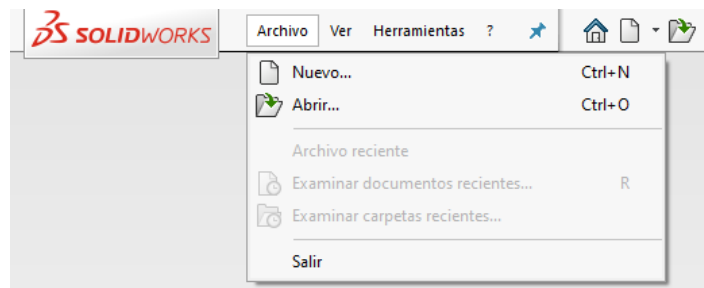 SOLIDWORKS Archivo Ver Herramientas ?
Nuevo... Ctrl+N
Abrir... Ctrl+O
Archivo reciente
Examinar documentos recientes... R
Examinar carpetas recientes...
Salir